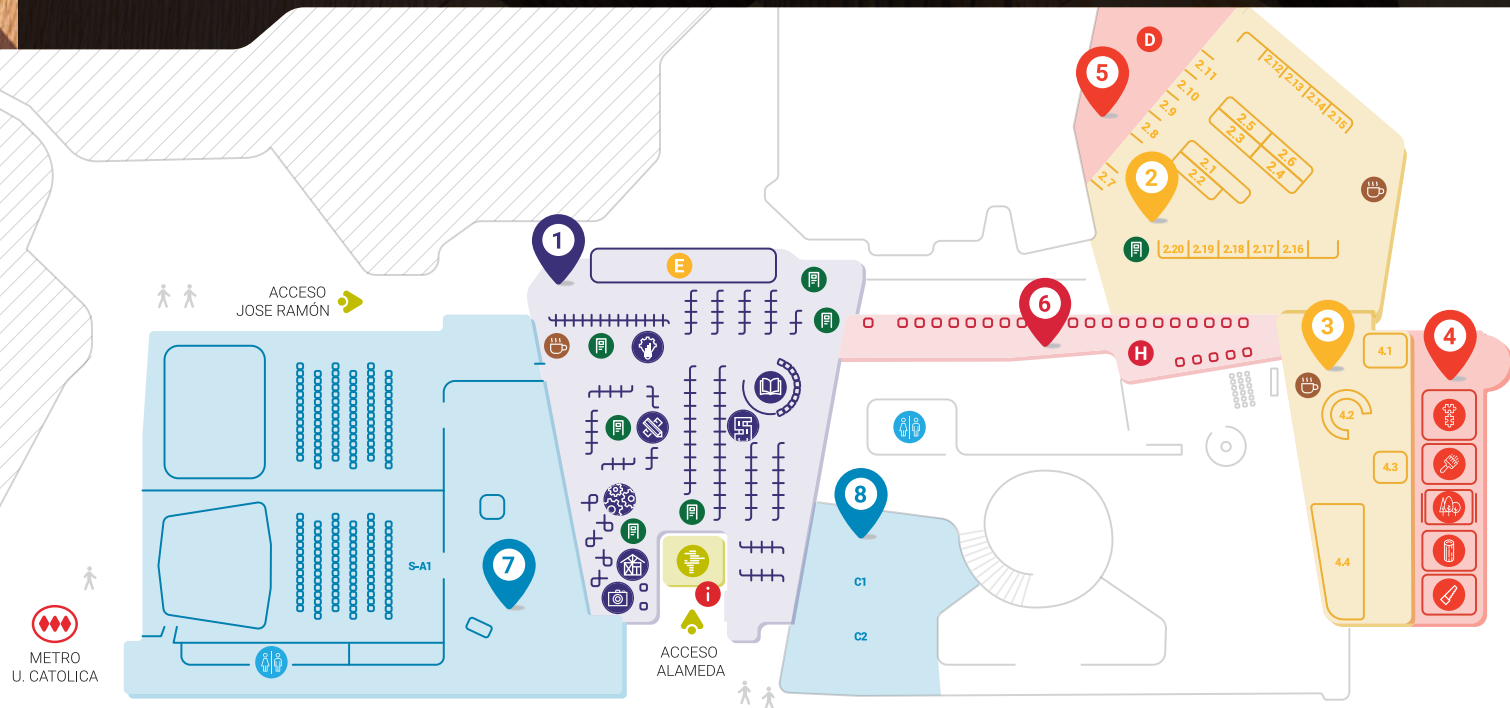 D
5
2.12
2.13
2.14
2.15
2.11
2.10
2.9
2.8
2.7
2.5
2.3
2.6
2.4
2.1
2.2
2
2.20
2.19
2.18
2.17
2.16
1
E
ACCESO
JOSE RAMÓN
6
H
3
4
4.1
4.2
4.3
4.4
8
C1
C2
S-A1
7
i
ACCESO
ALAMEDA
METRO
U. CATOLICA